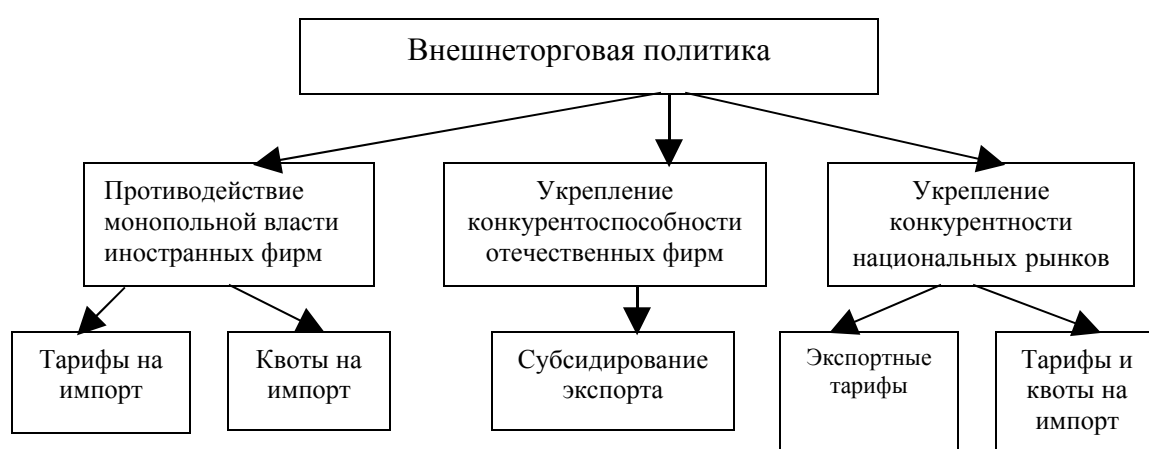 Внешнеторговая политика
Противодействие
монопольной власти
иностранных фирм
Укрепление
конкурентоспособности
отечественных фирм
Укрепление
конкурентности
национальных рынков
Тарифы на
импорт
Квоты на
импорт
Субсидирование
экспорта
Экспортные
тарифы
Тарифы и
квоты на
импорт